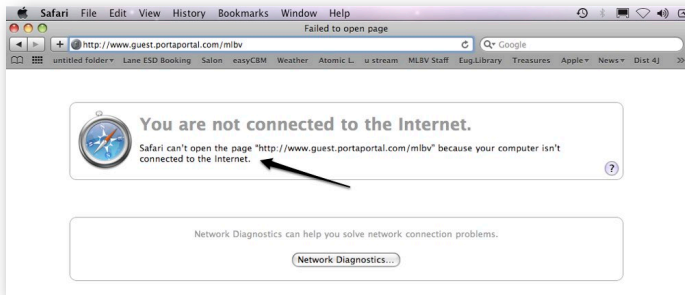 Safari File Edit View History Bookmarks Window Help
Failed to open page
http://www.guest.portaportal.com/mlbv
Google
untitled folder Lane ESD Booking Salon easyCBM Weather Atomic L. u stream MLBV Staff Eug.Library Treasures Apple News Dist 4J
You are not connected to the Internet.
Safari can't open the page "http://www.guest.portaportal.com/mlbv" because your computer isn't
connected to the Internet.
?
Network Diagnostics can help you solve network connection problems.
Network Diagnostics...